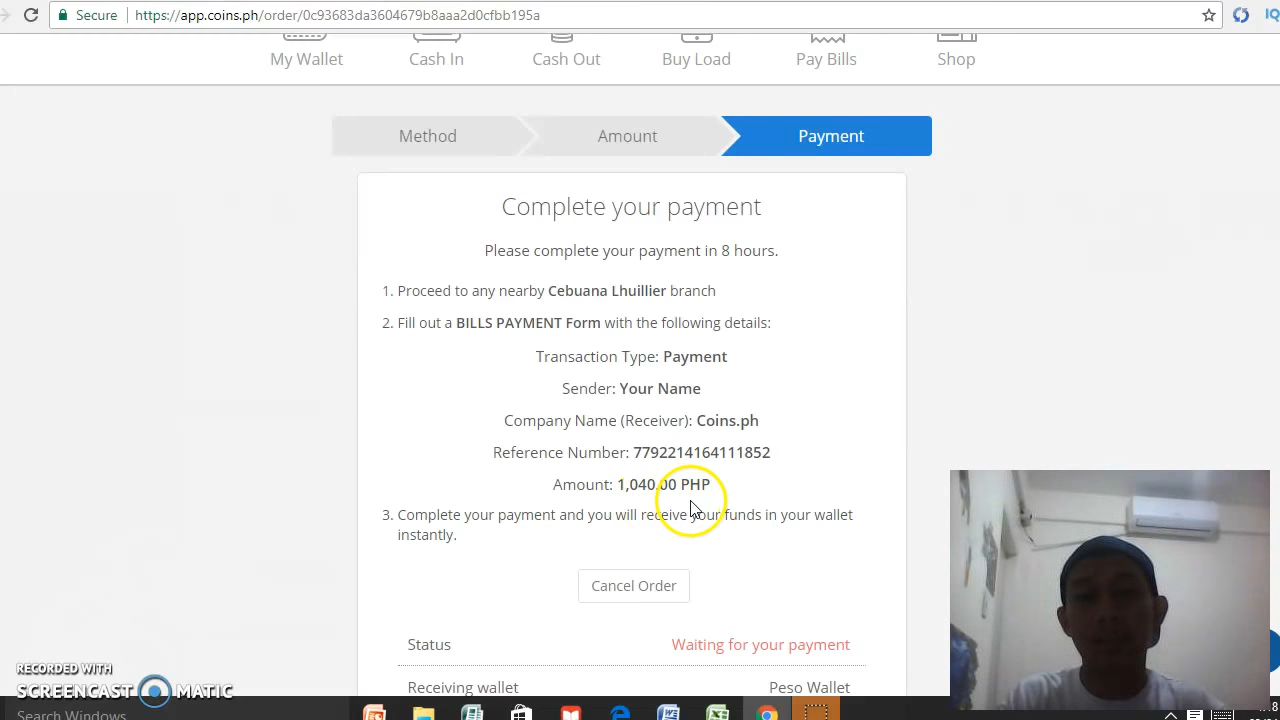 Secure https://app.coins.ph/order/0c93683da3604679b8aaa2d0cfbb195a
My Wallet Cash In Cash Out Buy Load Pay Bills Shop
Method Amount Payment
Complete your payment
Please complete your payment in 8 hours.
1. Proceed to any nearby Cebuana Lhuillier branch
2. Fill out a BILLS PAYMENT Form with the following details:
Transaction Type: Payment
Sender: Your Name
Company Name (Receiver): Coins.ph
Reference Number: 7792214164111852
Amount: 1,040.00 PHP
3. Complete your payment and you will receive your funds in your wallet
instantly.
Cancel Order
Status Waiting for your payment
Receiving wallet Peso Wallet
RECORDED WITH
SCREENCAST MATIC
Search Windows